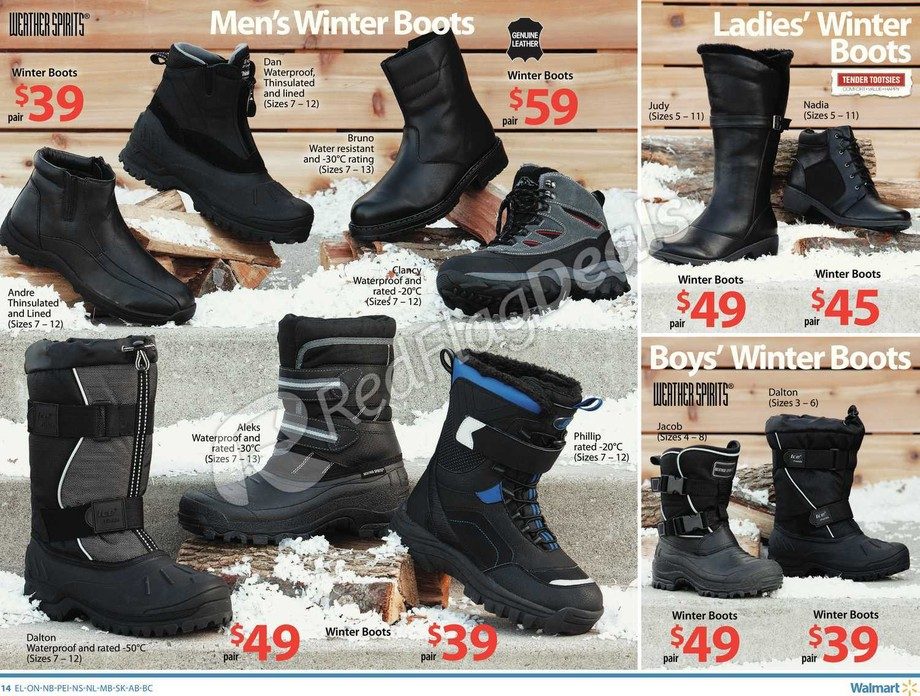 WEATHER SPIRITS®
Men's Winter Boots
Winter Boots
pair $39
Dan
Waterproof,
Thinsulated
and lined
(Sizes 7 – 12)
GENUINE
LEATHER
Winter Boots
pair $59
Bruno
Water resistant
and -30°C rating
(Sizes 7 – 13)
Andre
Thinsulated
and Lined
(Sizes 7 – 12)
Clancy
Waterproof and
rated -20°C
(Sizes 7 – 12)
RedFlagDeals
Aleks
Waterproof and
rated -30°C
(Sizes 7 – 13)
Phillip
rated -20°C
(Sizes 7 – 12)
Dalton
Waterproof and rated -50°C
(Sizes 7 – 12)
pair $49
Winter Boots
pair $39
Ladies' Winter
Boots
TENDER TOOTSIES
COMFORT • VALUE • HAPPY
Judy
(Sizes 5 – 11)
Nadia
(Sizes 5 – 11)
Winter Boots
pair $49
Winter Boots
pair $45
Boys' Winter Boots
WEATHER SPIRITS®
Dalton
(Sizes 3 – 6)
Jacob
(Sizes 4 – 8)
Winter Boots
pair $49
Winter Boots
pair $39
14 EL-ON-NB-PEI-NS-NL-MB-SK-AB-BC
Walmart